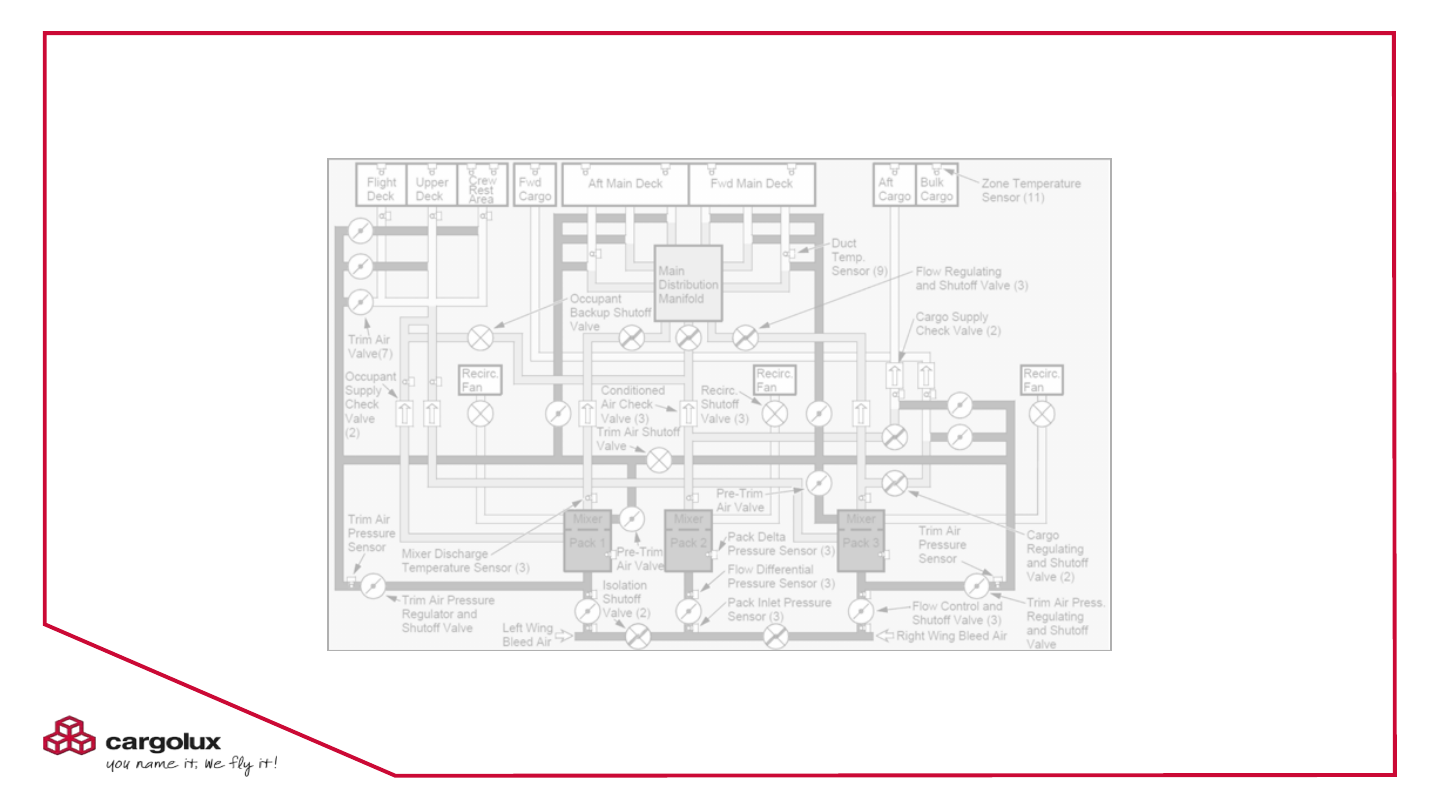 Flight
Deck
Upper
Deck
Crew
Rest
Area
Fwd
Cargo
Aft Main Deck
Fwd Main Deck
Aft
Cargo
Bulk
Cargo
Zone Temperature
Sensor (11)
Duct
Temp.
Sensor (9)
Main
Distribution
Manifold
Flow Regulating
and Shutoff Valve (3)
Occupant
Backup Shutoff
Valve
Cargo Supply
Check Valve (2)
Trim Air
Valve(7)
Occupant
Supply
Check
Valve
(2)
Recirc.
Fan
Conditioned
Air Check
Valve (3)
Recirc.
Shutoff
Valve (3)
Recirc.
Fan
Recirc.
Fan
Trim Air Shutoff
Valve
Pre-Trim
Air Valve
Trim Air
Pressure
Sensor
Mixer Discharge
Temperature Sensor (3)
Mixer
Pack 1
Pre-Trim
Air Valve
Mixer
Pack 2
Pack Delta
Pressure Sensor (3)
Mixer
Pack 3
Trim Air
Pressure
Sensor
Cargo
Regulating
and Shutoff
Valve (2)
Flow Differential
Pressure Sensor (3)
Isolation
Shutoff
Valve (2)
Pack Inlet Pressure
Sensor (3)
Trim Air Pressure
Regulator and
Shutoff Valve
Flow Control and
Shutoff Valve (3)
Trim Air Press.
Regulating
and Shutoff
Valve
Left Wing
Bleed Air
Right Wing Bleed Air
cargolux
you name it, we fly it!